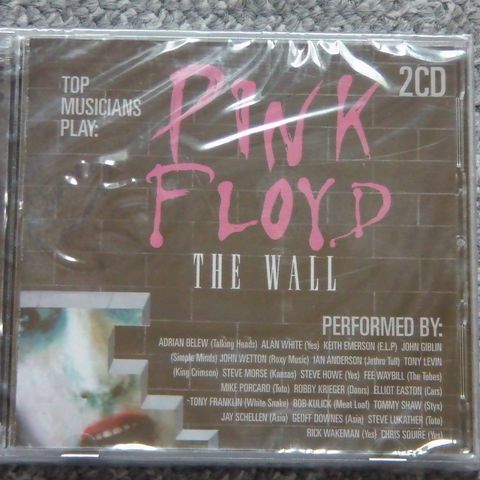 TOP
MUSICIANS
PLAY:
2CD
PINK
FLOYD
THE WALL
PERFORMED BY:
ADRIAN BELEW (Talking Heads) ALAN WHITE (Yes) KEITH EMERSON (E.L.P) JOHN GIBLIN
(Simple Minds) JOHN WETTON (Roxy Music) IAN ANDERSON (Jethro Tull) TONY LEVIN
(King Crimson) STEVE MORSE (Kansas) STEVE HOWE (Yes) FEE WAYBILL (The Tubes)
MIKE PORCARO (Toto) ROBBY KRIEGER (Doors) ELLIOT EASTON (Cars)
TONY FRANKLIN (White Snake) BOB KULICK (Meat Loaf) TOMMY SHAW (Styx)
JAY SCHELLEN (Asia) GEOFF DOWNES (Asia) STEVE LUKATHER (Toto)
RICK WAKEMAN (Yes) CHRIS SQUIRE (Yes)